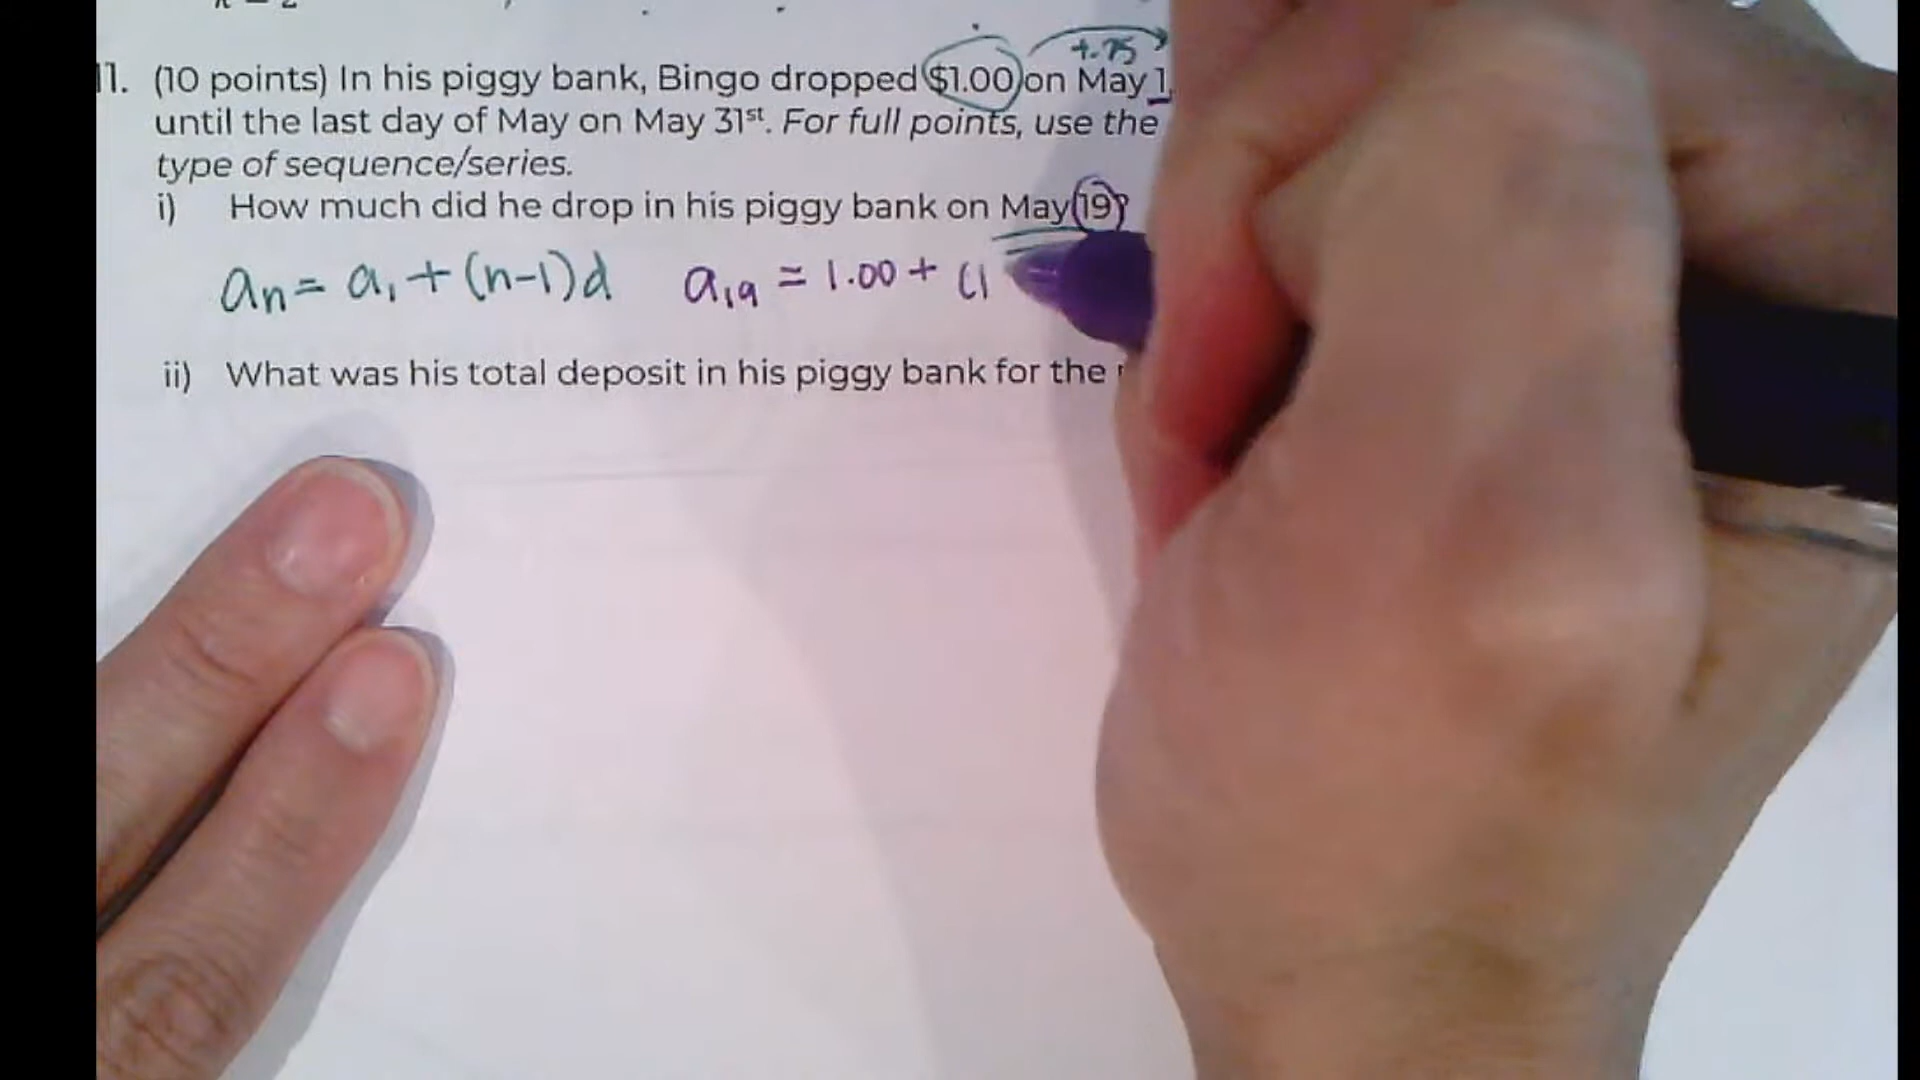 +.75
11. (10 points) In his piggy bank, Bingo dropped $1.00 on May 1,
until the last day of May on May 31st. For full points, use the
type of sequence/series.
i) How much did he drop in his piggy bank on May 19?
an = a1 + (n-1)d a19 = 1.00 + (1
ii) What was his total deposit in his piggy bank for the